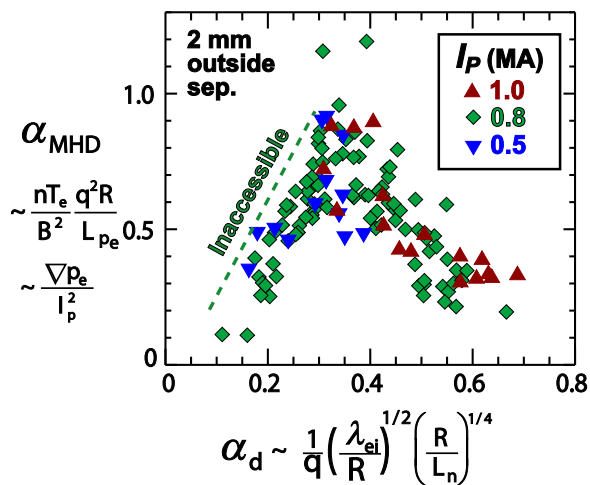 2 mm
outside
sep.
I_P (MA)
1.0
0.8
0.5
Inaccessible
α_MHD
~ nT_e/B² q²R/L_pe
~ ∇p_e/I_p²
1.0
0.5
0
0 0.2 0.4 0.6 0.8
α_d ~ 1/q (λ_ei/R)^1/2 (R/L_n)^1/4